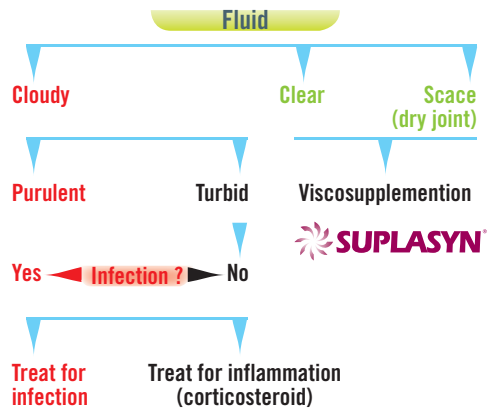 Fluid
Cloudy
Clear
Scace
(dry joint)
Purulent
Turbid
Viscosupplemention
SUPLASYN®
Yes
Infection ?
No
Treat for
infection
Treat for inflammation
(corticosteroid)